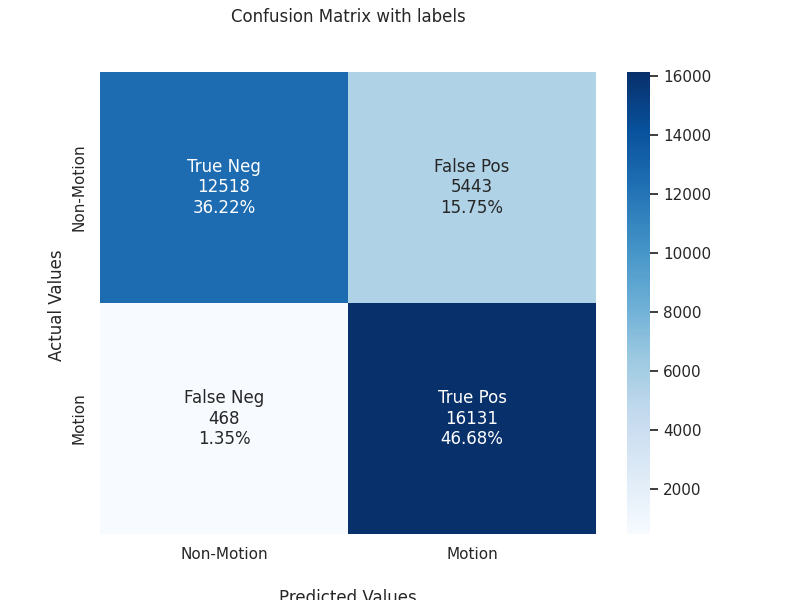 Confusion Matrix with labels
True Neg
12518
36.22%
False Pos
5443
15.75%
False Neg
468
1.35%
True Pos
16131
46.68%
Actual Values
Non-Motion
Motion
Non-Motion
Motion
Predicted Values
16000
14000
12000
10000
8000
6000
4000
2000